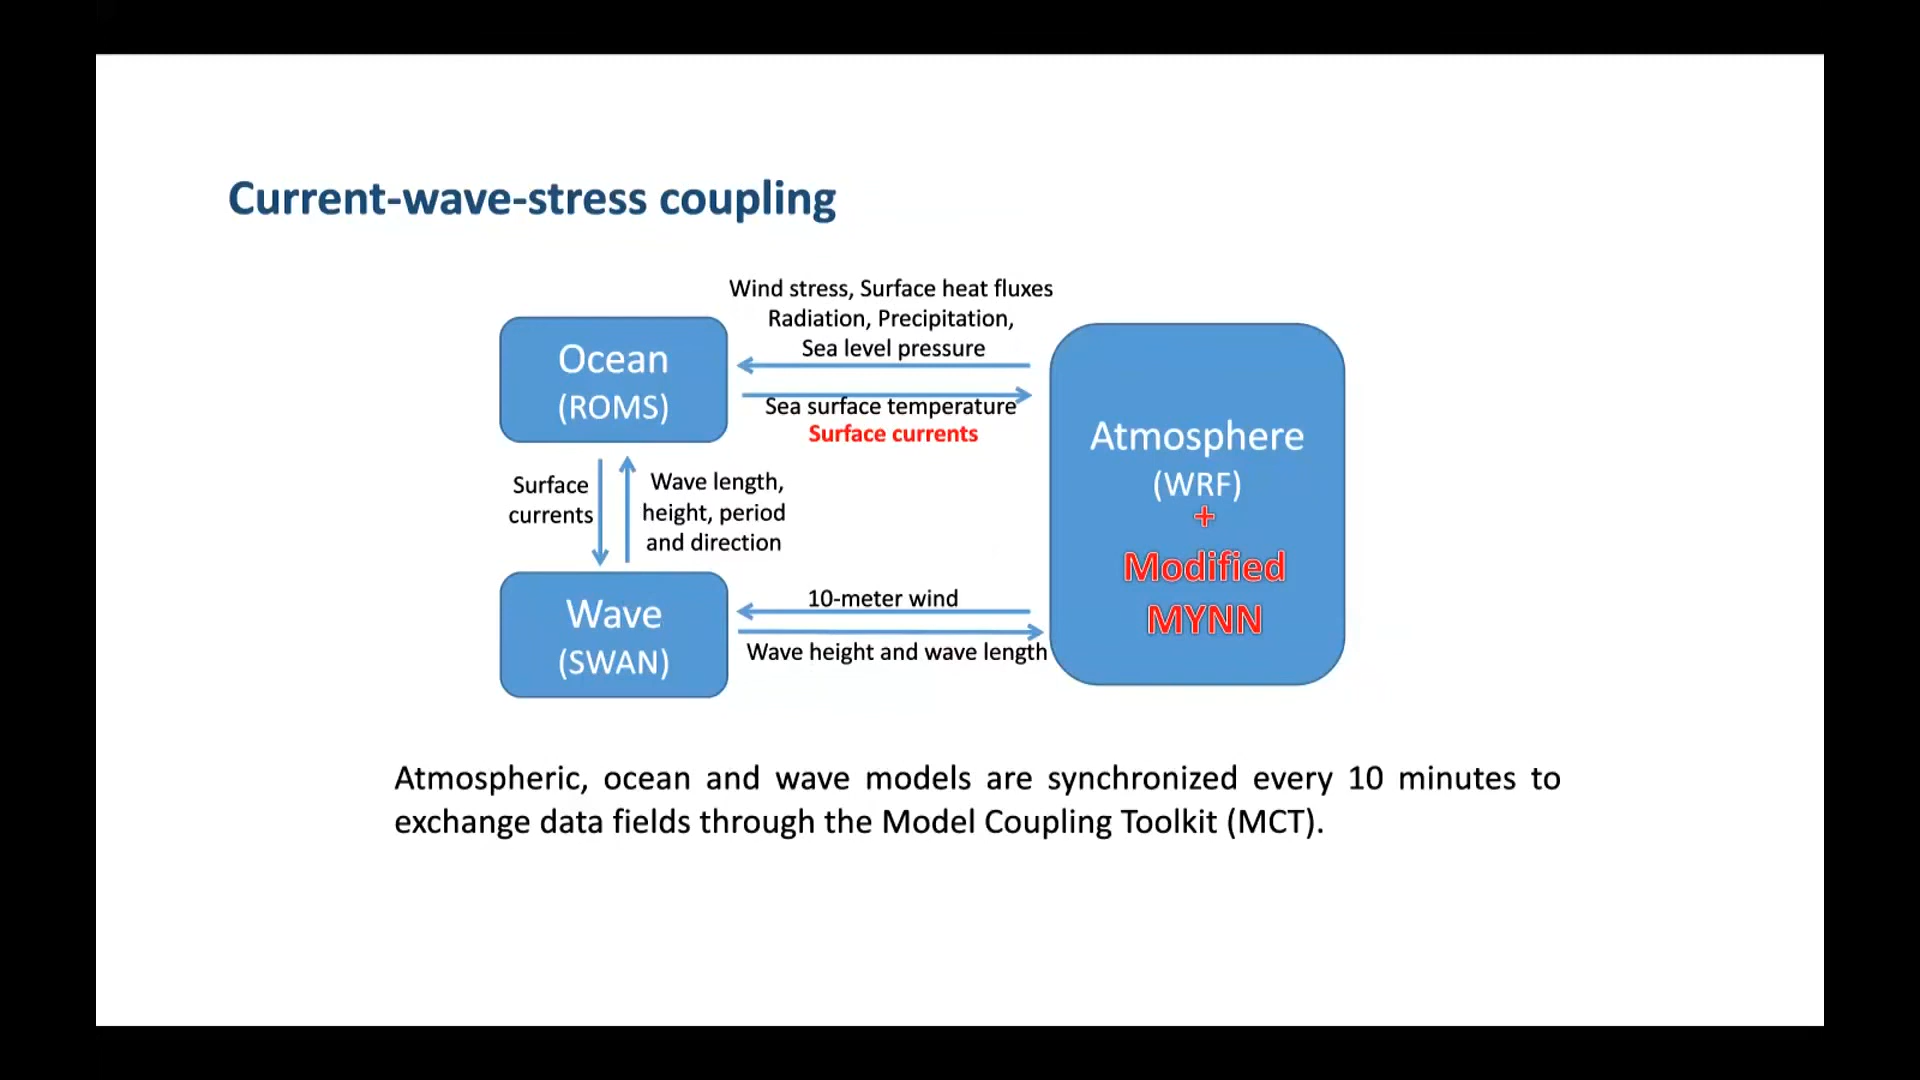 Current-wave-stress coupling
Wind stress, Surface heat fluxes
Radiation, Precipitation,
Sea level pressure
Ocean
(ROMS)
Sea surface temperature
Surface currents
Atmosphere
(WRF)
+
Modified
MYNN
Surface
currents
Wave length,
height, period
and direction
Wave
(SWAN)
10-meter wind
Wave height and wave length
Atmospheric, ocean and wave models are synchronized every 10 minutes to
exchange data fields through the Model Coupling Toolkit (MCT).